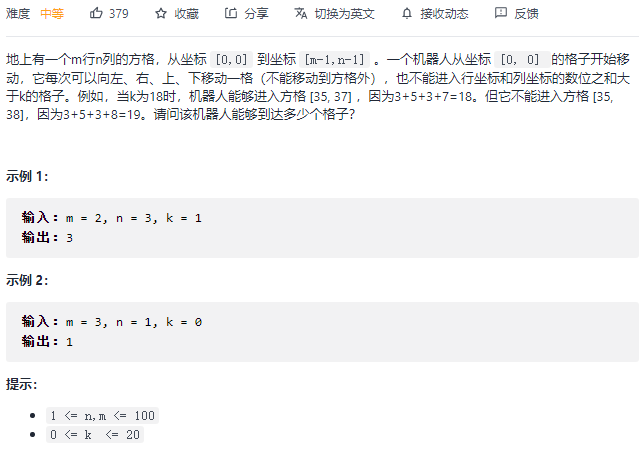 难度 中等 379 收藏 分享 切换为英文 接收动态 反馈
地上有一个m行n列的方格，从坐标 [0,0] 到坐标 [m-1,n-1] 。一个机器人从坐标 [0, 0] 的格子开始移
动，它每次可以向左、右、上、下移动一格（不能移动到方格外），也不能进入行坐标和列坐标的数位之和大
于k的格子。例如，当k为18时，机器人能够进入方格 [35, 37] ，因为3+5+3+7=18。但它不能进入方格 [35,
38]，因为3+5+3+8=19。请问该机器人能够到达多少个格子？
示例 1：
输入：m = 2, n = 3, k = 1
输出：3
示例 2：
输入：m = 3, n = 1, k = 0
输出：1
提示：
1 <= n,m <= 100
0 <= k <= 20